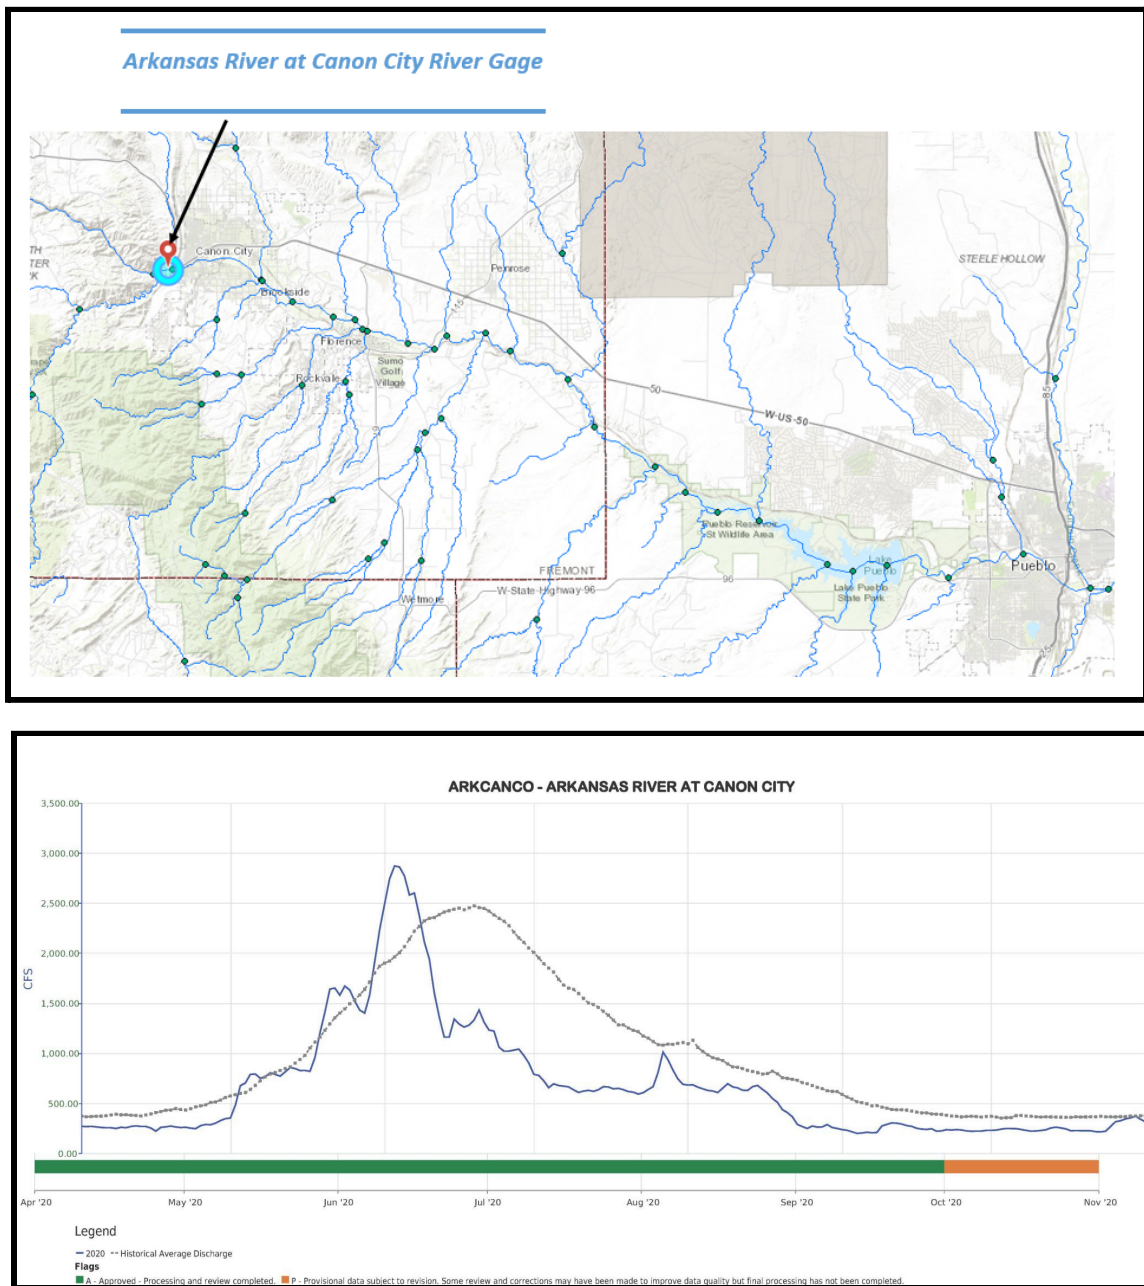 Arkansas River at Canon City River Gage
Canon City
Penrose
STEELE HOLLOW
Brookside
115
Florence
Sumo
Golf
Village
Rockvale
50
W-US-50
85
Pueblo Reservoir
St Wildlife Area
Lake
Pueblo
Pueblo
FREMONT
96
W-State-Highway-96
Lake Pueblo
State Park
Wetmore
25
ARKCANCO - ARKANSAS RIVER AT CANON CITY
3,500.00
3,000.00
2,500.00
2,000.00
CFS
1,500.00
1,000.00
500.00
0.00
Apr '20 May '20 Jun '20 Jul '20 Aug '20 Sep '20 Oct '20 Nov '20
Legend
2020 Historical Average Discharge
Flags
A - Approved - Processing and review completed. P - Provisional data subject to revision. Some review and corrections may have been made to improve data quality but final processing has not been completed.